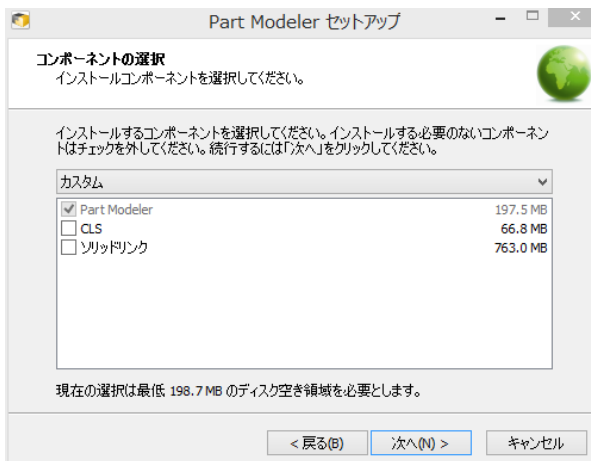 Part Modeler セットアップ
コンポーネントの選択
インストールコンポーネントを選択してください。
インストールするコンポーネントを選択してください。インストールする必要のないコンポーネン
トはチェックを外してください。続行するには「次へ」をクリックしてください。
カスタム
Part Modeler 197.5 MB
CLS 66.8 MB
ソリッドリンク 763.0 MB
現在の選択は最低 198.7 MB のディスク空き領域を必要とします。
< 戻る(B) 次へ(N) > キャンセル